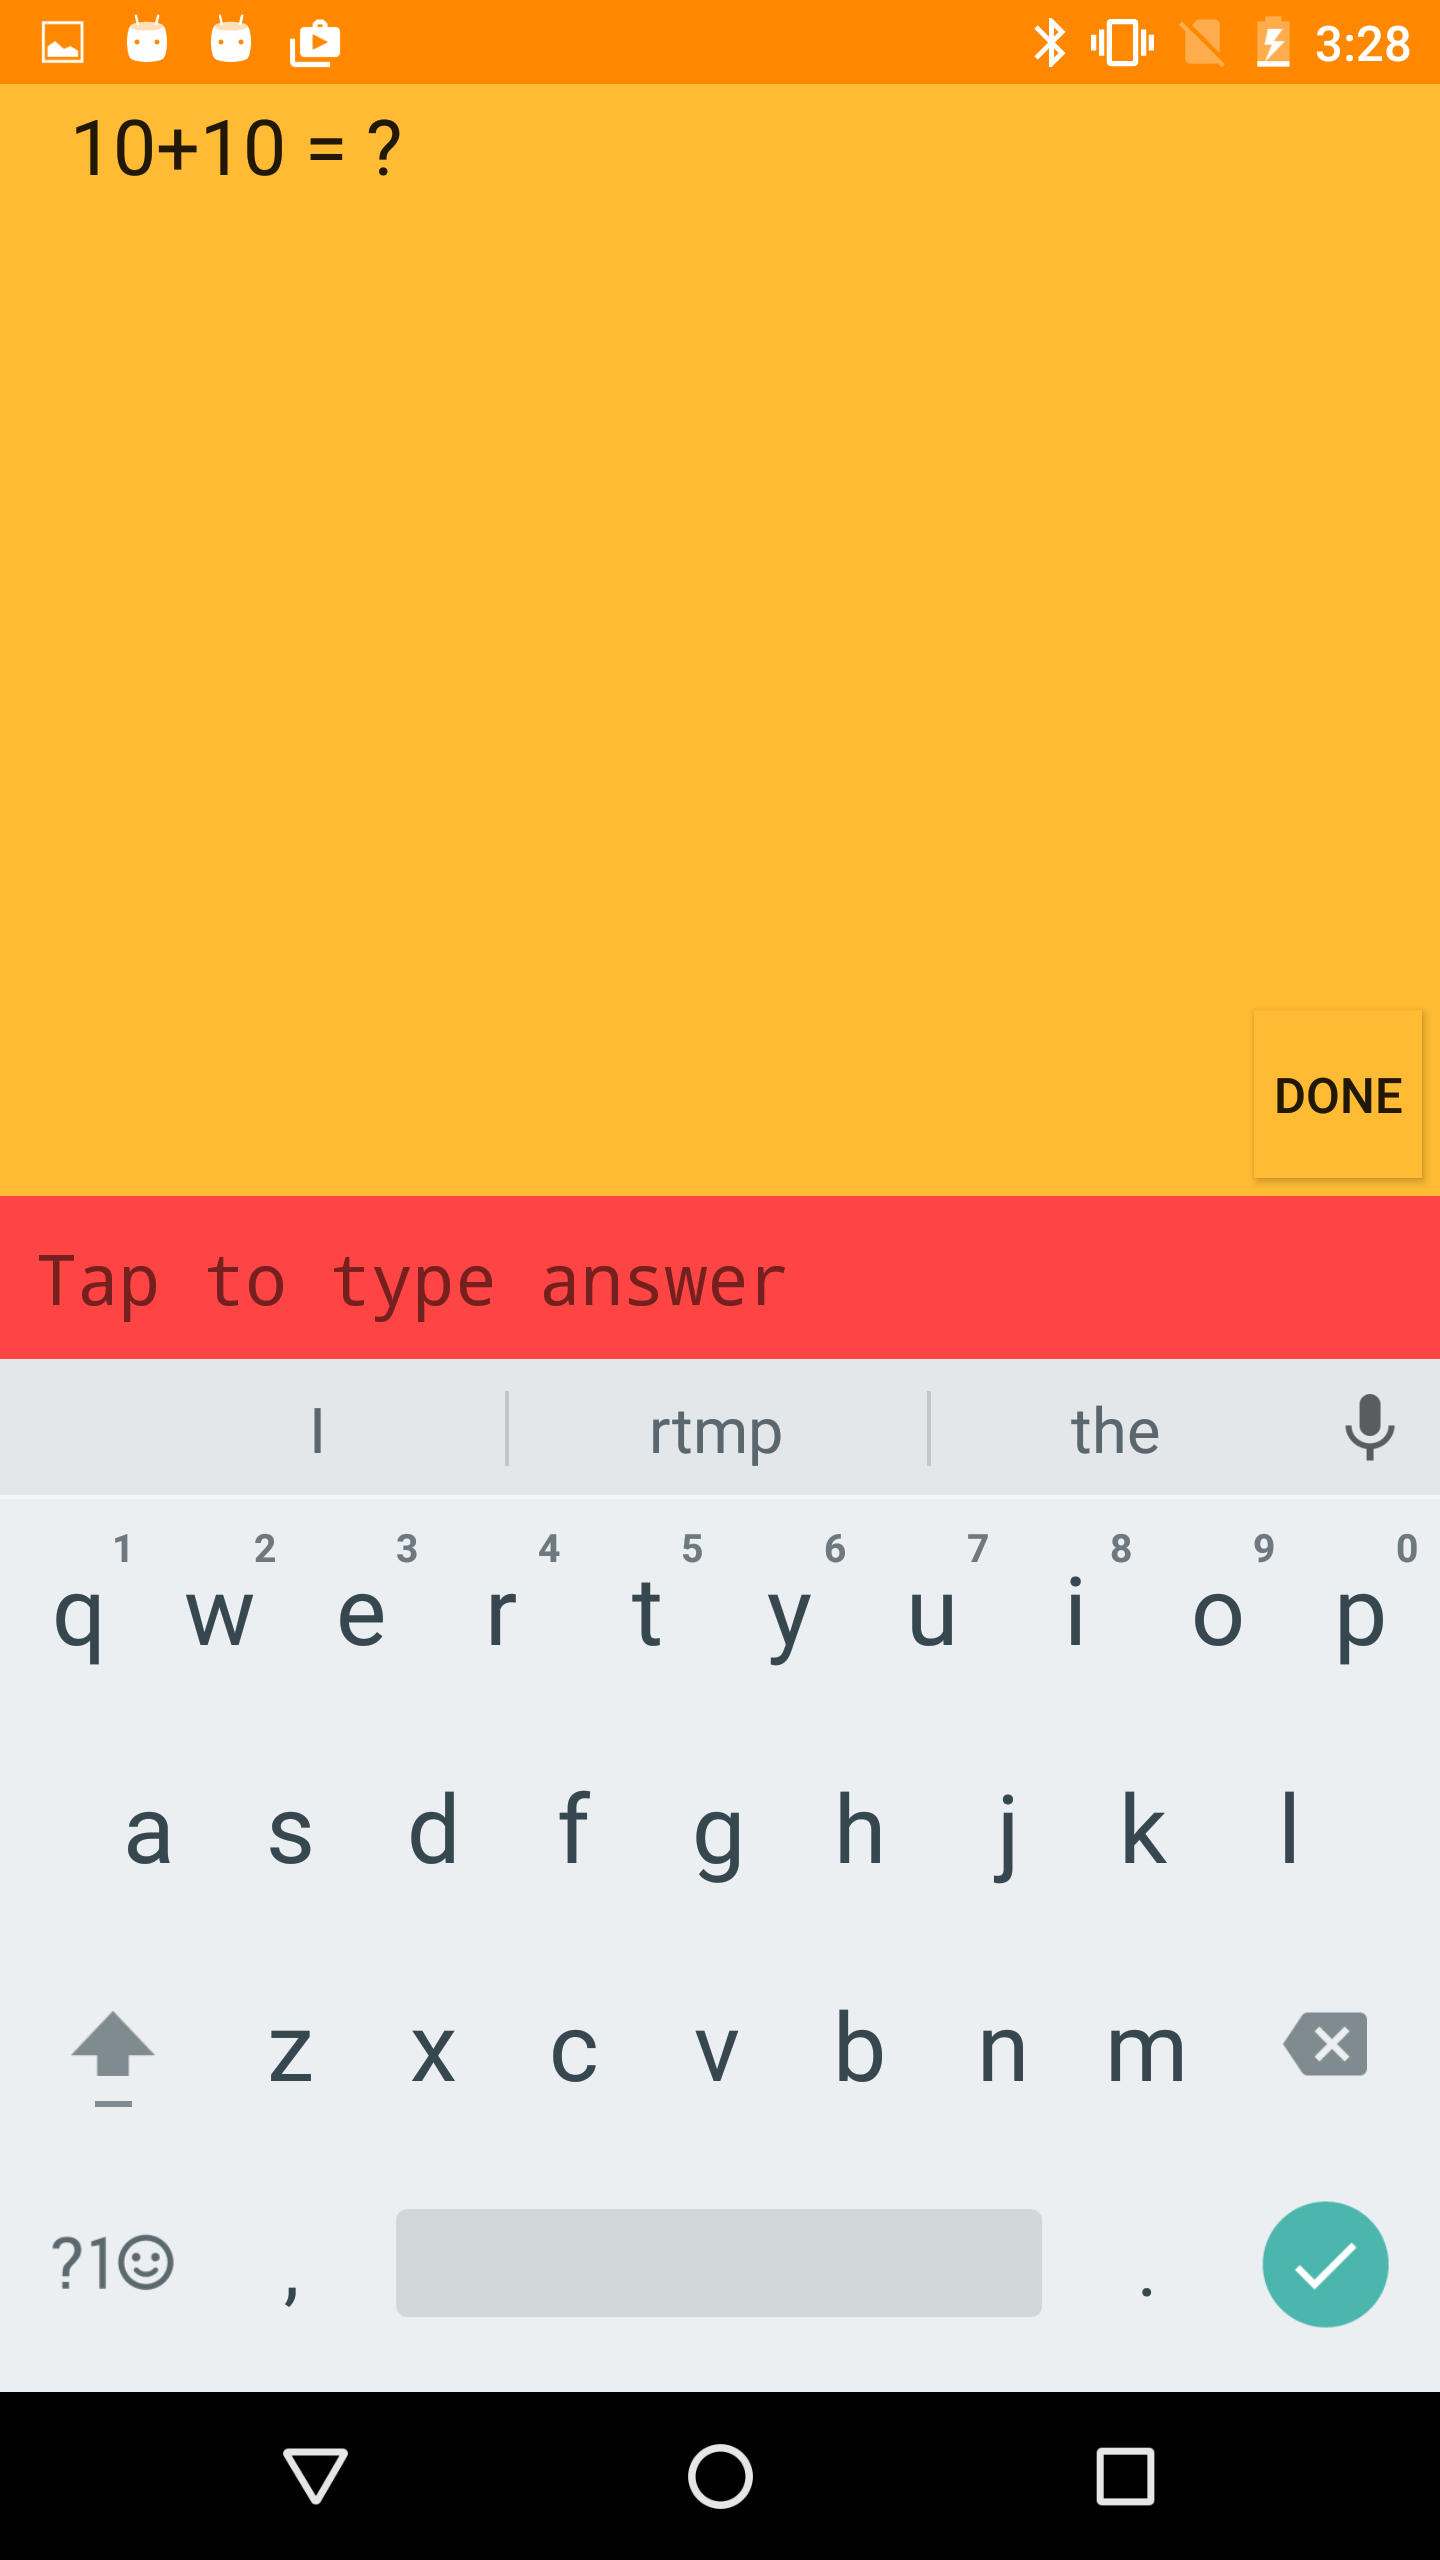 3:28
10+10 = ?
DONE
Tap to type answer
I rtmp the
1 2 3 4 5 6 7 8 9 0
q w e r t y u i o p
a s d f g h j k l
z x c v b n m
?1☺ , .